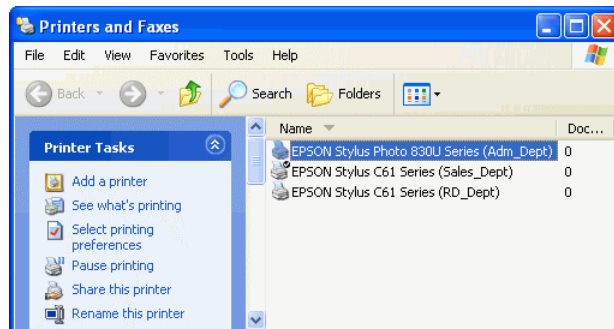 Printers and Faxes
File Edit View Favorites Tools Help
Back Search Folders
Name Doc...
Printer Tasks
EPSON Stylus Photo 830U Series (Adm_Dept) 0
EPSON Stylus C61 Series (Sales_Dept) 0
EPSON Stylus C61 Series (RD_Dept) 0
Add a printer
See what's printing
Select printing
preferences
Pause printing
Share this printer
Rename this printer